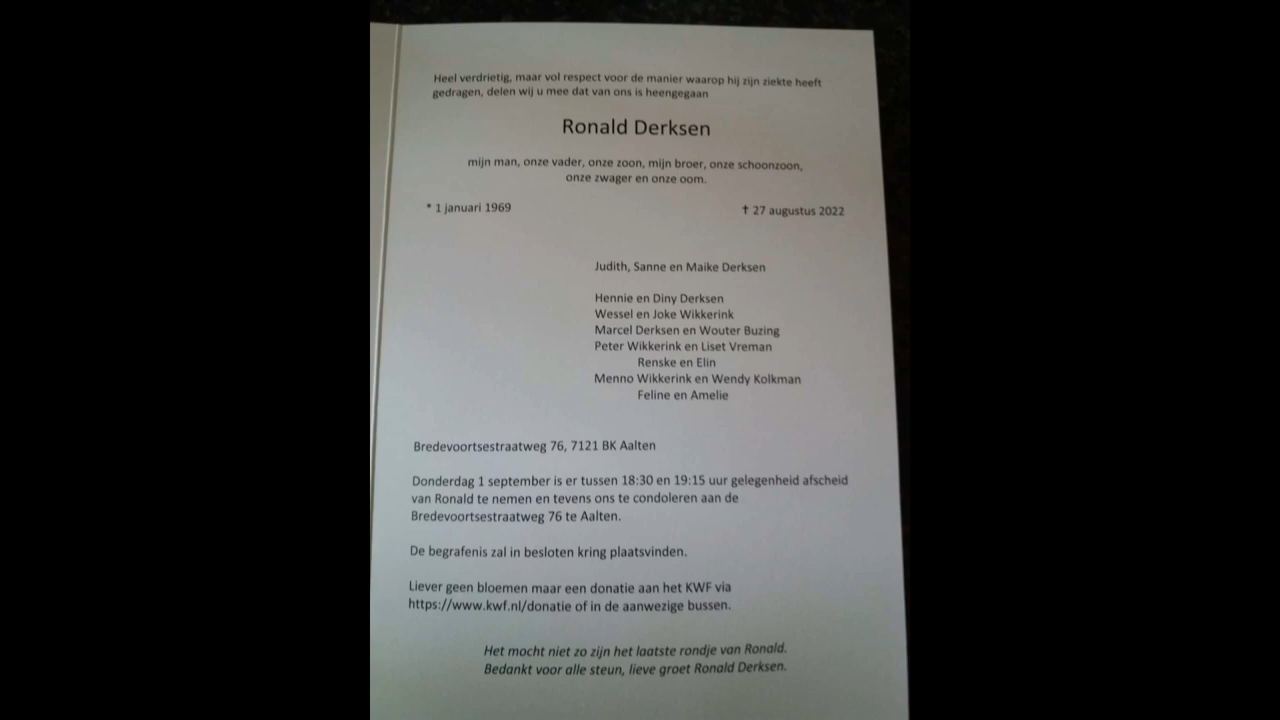 Heel verdrietig, maar vol respect voor de manier waarop hij zijn ziekte heeft
gedragen, delen wij u mee dat van ons is heengegaan
Ronald Derksen
mijn man, onze vader, onze zoon, mijn broer, onze schoonzoon,
onze zwager en onze oom.
* 1 januari 1969 ✝ 27 augustus 2022
Judith, Sanne en Maike Derksen
Hennie en Diny Derksen
Wessel en Joke Wikkerink
Marcel Derksen en Wouter Buzing
Peter Wikkerink en Liset Vreman
Renske en Elin
Menno Wikkerink en Wendy Kolkman
Feline en Amelie
Bredevoortsestraatweg 76, 7121 BK Aalten
Donderdag 1 september is er tussen 18:30 en 19:15 uur gelegenheid afscheid
van Ronald te nemen en tevens ons te condoleren aan de
Bredevoortsestraatweg 76 te Aalten.
De begrafenis zal in besloten kring plaatsvinden.
Liever geen bloemen maar een donatie aan het KWF via
https://www.kwf.nl/donatie of in de aanwezige bussen.
Het mocht niet zo zijn het laatste rondje van Ronald.
Bedankt voor alle steun, lieve groet Ronald Derksen.